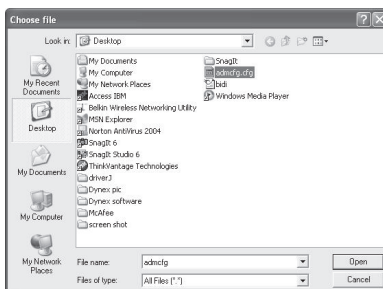 Choose file
Look in:
Desktop
My Recent Documents
Desktop
My Documents
My Computer
My Network Places
My Documents
My Computer
My Network Places
Access IBM
Belkin Wireless Networking Utility
MSN Explorer
Norton AntiVirus 2004
SnagIt 6
SnagIt Studio 6
ThinkVantage Technologies
driverJ
Dynex pic
Dynex software
McAfee
screen shot
SnagIt
admcfg.cfg
bidi
Windows Media Player
File name:
admcfg
Open
Files of type:
All Files (*.*)
Cancel